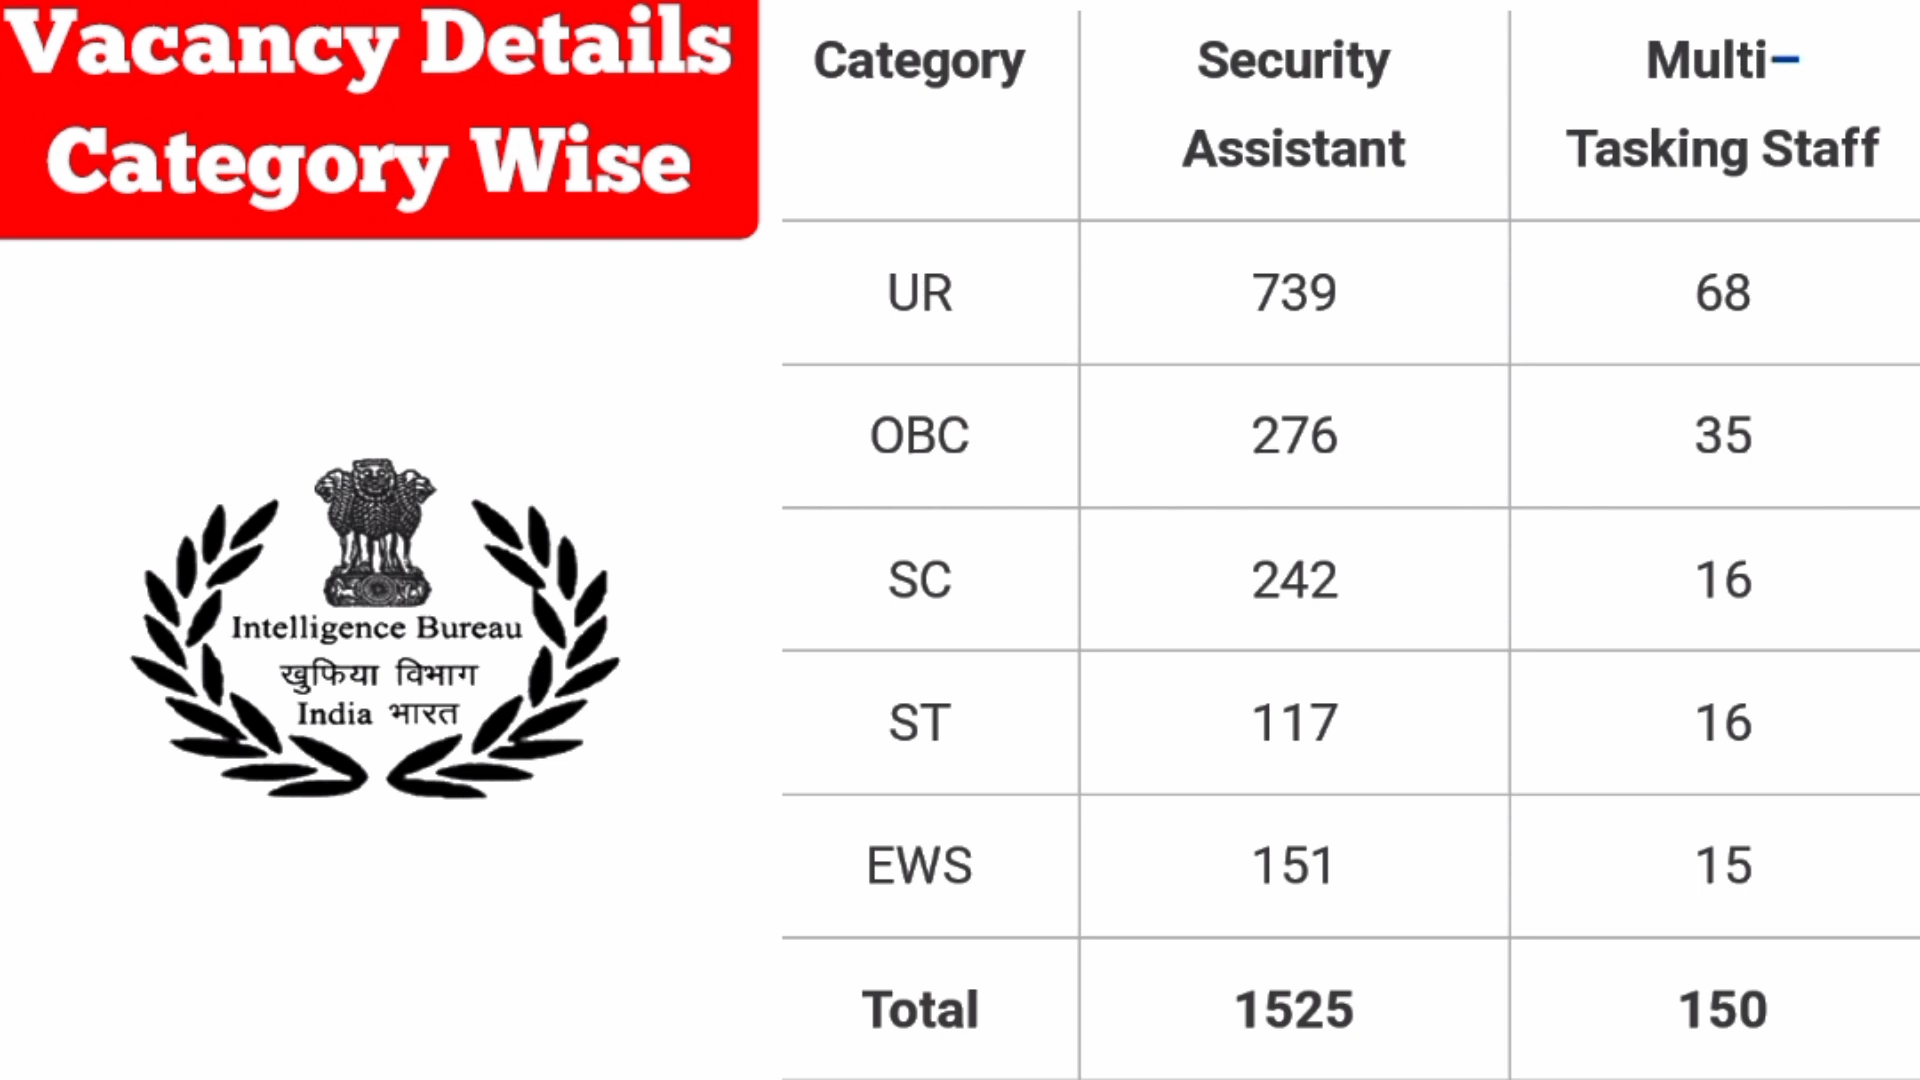 Vacancy Details
Category Wise
Intelligence Bureau
खुफिया विभाग
India भारत
Category Security Assistant Multi–Tasking Staff
UR 739 68
OBC 276 35
SC 242 16
ST 117 16
EWS 151 15
Total 1525 150